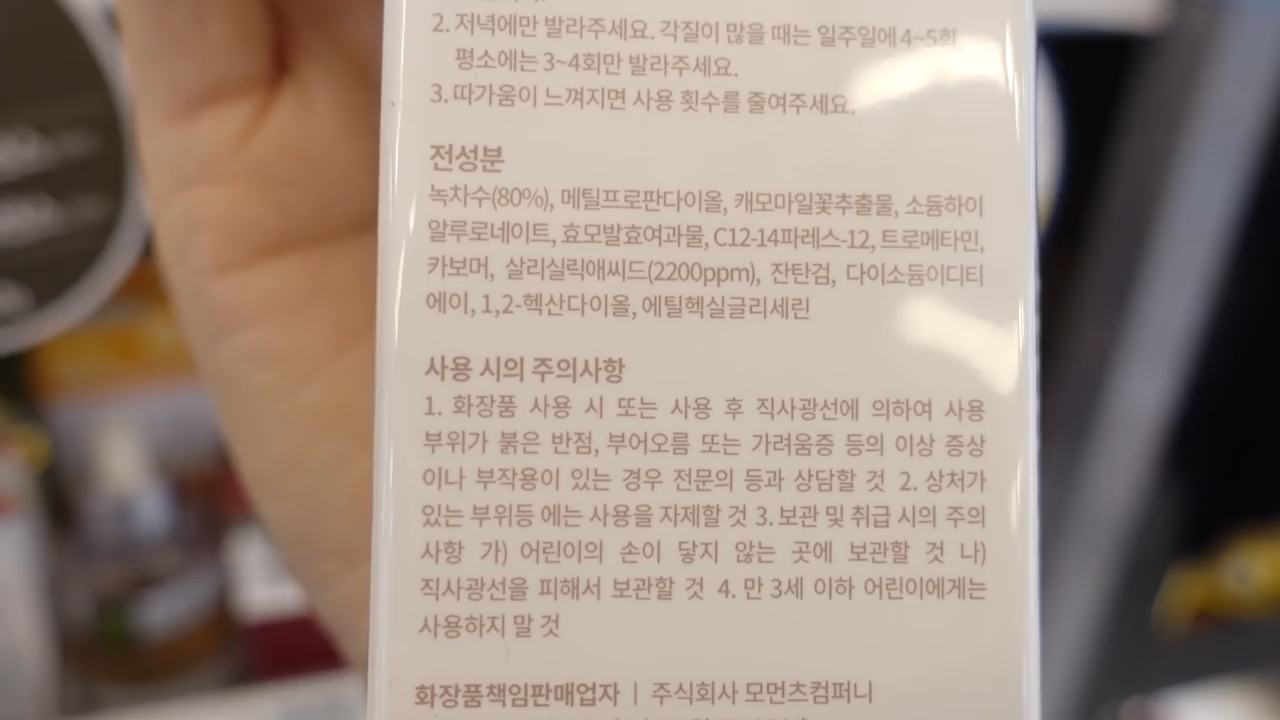 2. 저녁에만 발라주세요. 각질이 많을 때는 일주일에 4~5회
평소에는 3~4회만 발라주세요.
3. 따가움이 느껴지면 사용 횟수를 줄여주세요.
전성분
녹차수(80%), 메틸프로판다이올, 캐모마일꽃추출물, 소듐하이
알루로네이트, 효모발효여과물, C12-14파레스-12, 트로메타민,
카보머, 살리실릭애씨드(2200ppm), 잔탄검, 다이소듐이디티
에이, 1,2-헥산다이올, 에틸헥실글리세린
사용 시의 주의사항
1. 화장품 사용 시 또는 사용 후 직사광선에 의하여 사용
부위가 붉은 반점, 부어오름 또는 가려움증 등의 이상 증상
이나 부작용이 있는 경우 전문의 등과 상담할 것 2. 상처가
있는 부위등 에는 사용을 자제할 것 3. 보관 및 취급 시의 주의
사항 가) 어린이의 손이 닿지 않는 곳에 보관할 것 나)
직사광선을 피해서 보관할 것 4. 만 3세 이하 어린이에게는
사용하지 말 것
화장품책임판매업자 | 주식회사 모먼츠컴퍼니